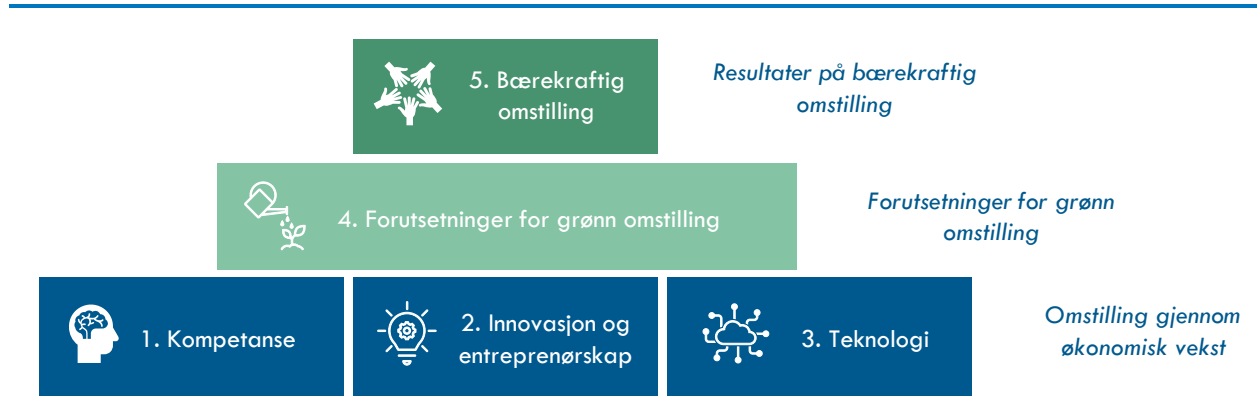 5. Bærekraftig
omstilling
Resultater på bærekraftig
omstilling
4. Forutsetninger for grønn omstilling
Forutsetninger for grønn
omstilling
1. Kompetanse
2. Innovasjon og
entreprenørskap
3. Teknologi
Omstilling gjennom
økonomisk vekst